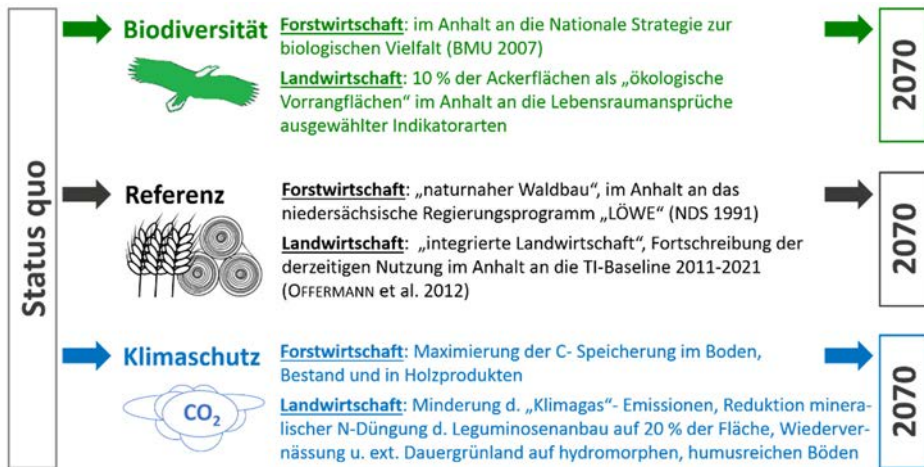 Status quo
Biodiversität
Forstwirtschaft: im Anhalt an die Nationale Strategie zur
biologischen Vielfalt (BMU 2007)
Landwirtschaft: 10 % der Ackerflächen als „ökologische
Vorrangflächen“ im Anhalt an die Lebensraumansprüche
ausgewählter Indikatorarten
2070
Referenz
Forstwirtschaft: „naturnaher Waldbau“, im Anhalt an das
niedersächsische Regierungsprogramm „LÖWE“ (NDS 1991)
Landwirtschaft: „integrierte Landwirtschaft“, Fortschreibung der
derzeitigen Nutzung im Anhalt an die TI-Baseline 2011-2021
(OFFERMANN et al. 2012)
2070
Klimaschutz
CO₂
Forstwirtschaft: Maximierung der C- Speicherung im Boden,
Bestand und in Holzprodukten
Landwirtschaft: Minderung d. „Klimagas“- Emissionen, Reduktion minera-
lischer N-Düngung d. Leguminosenanbau auf 20 % der Fläche, Wiederver-
nässung u. ext. Dauergrünland auf hydromorphen, humusreichen Böden
2070